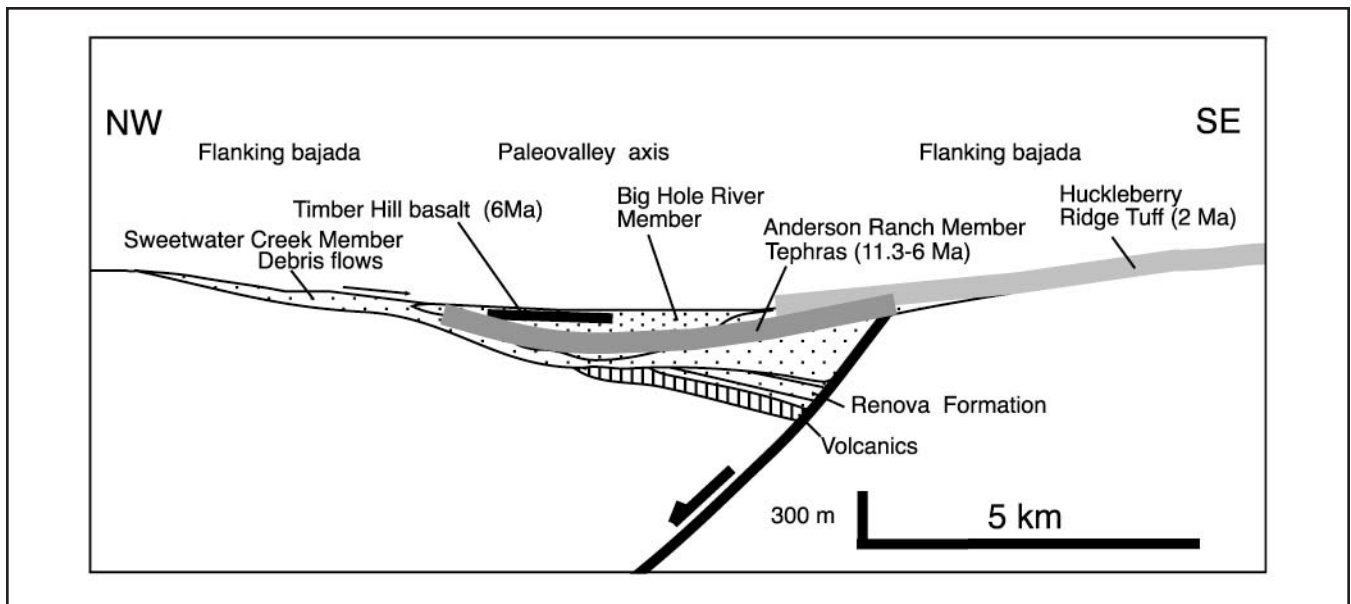 NW
SE
Flanking bajada
Paleovalley axis
Flanking bajada
Timber Hill basalt (6Ma)
Big Hole River
Member
Huckleberry
Ridge Tuff (2 Ma)
Sweetwater Creek Member
Debris flows
Anderson Ranch Member
Tephras (11.3-6 Ma)
Renova Formation
Volcanics
300 m
5 km